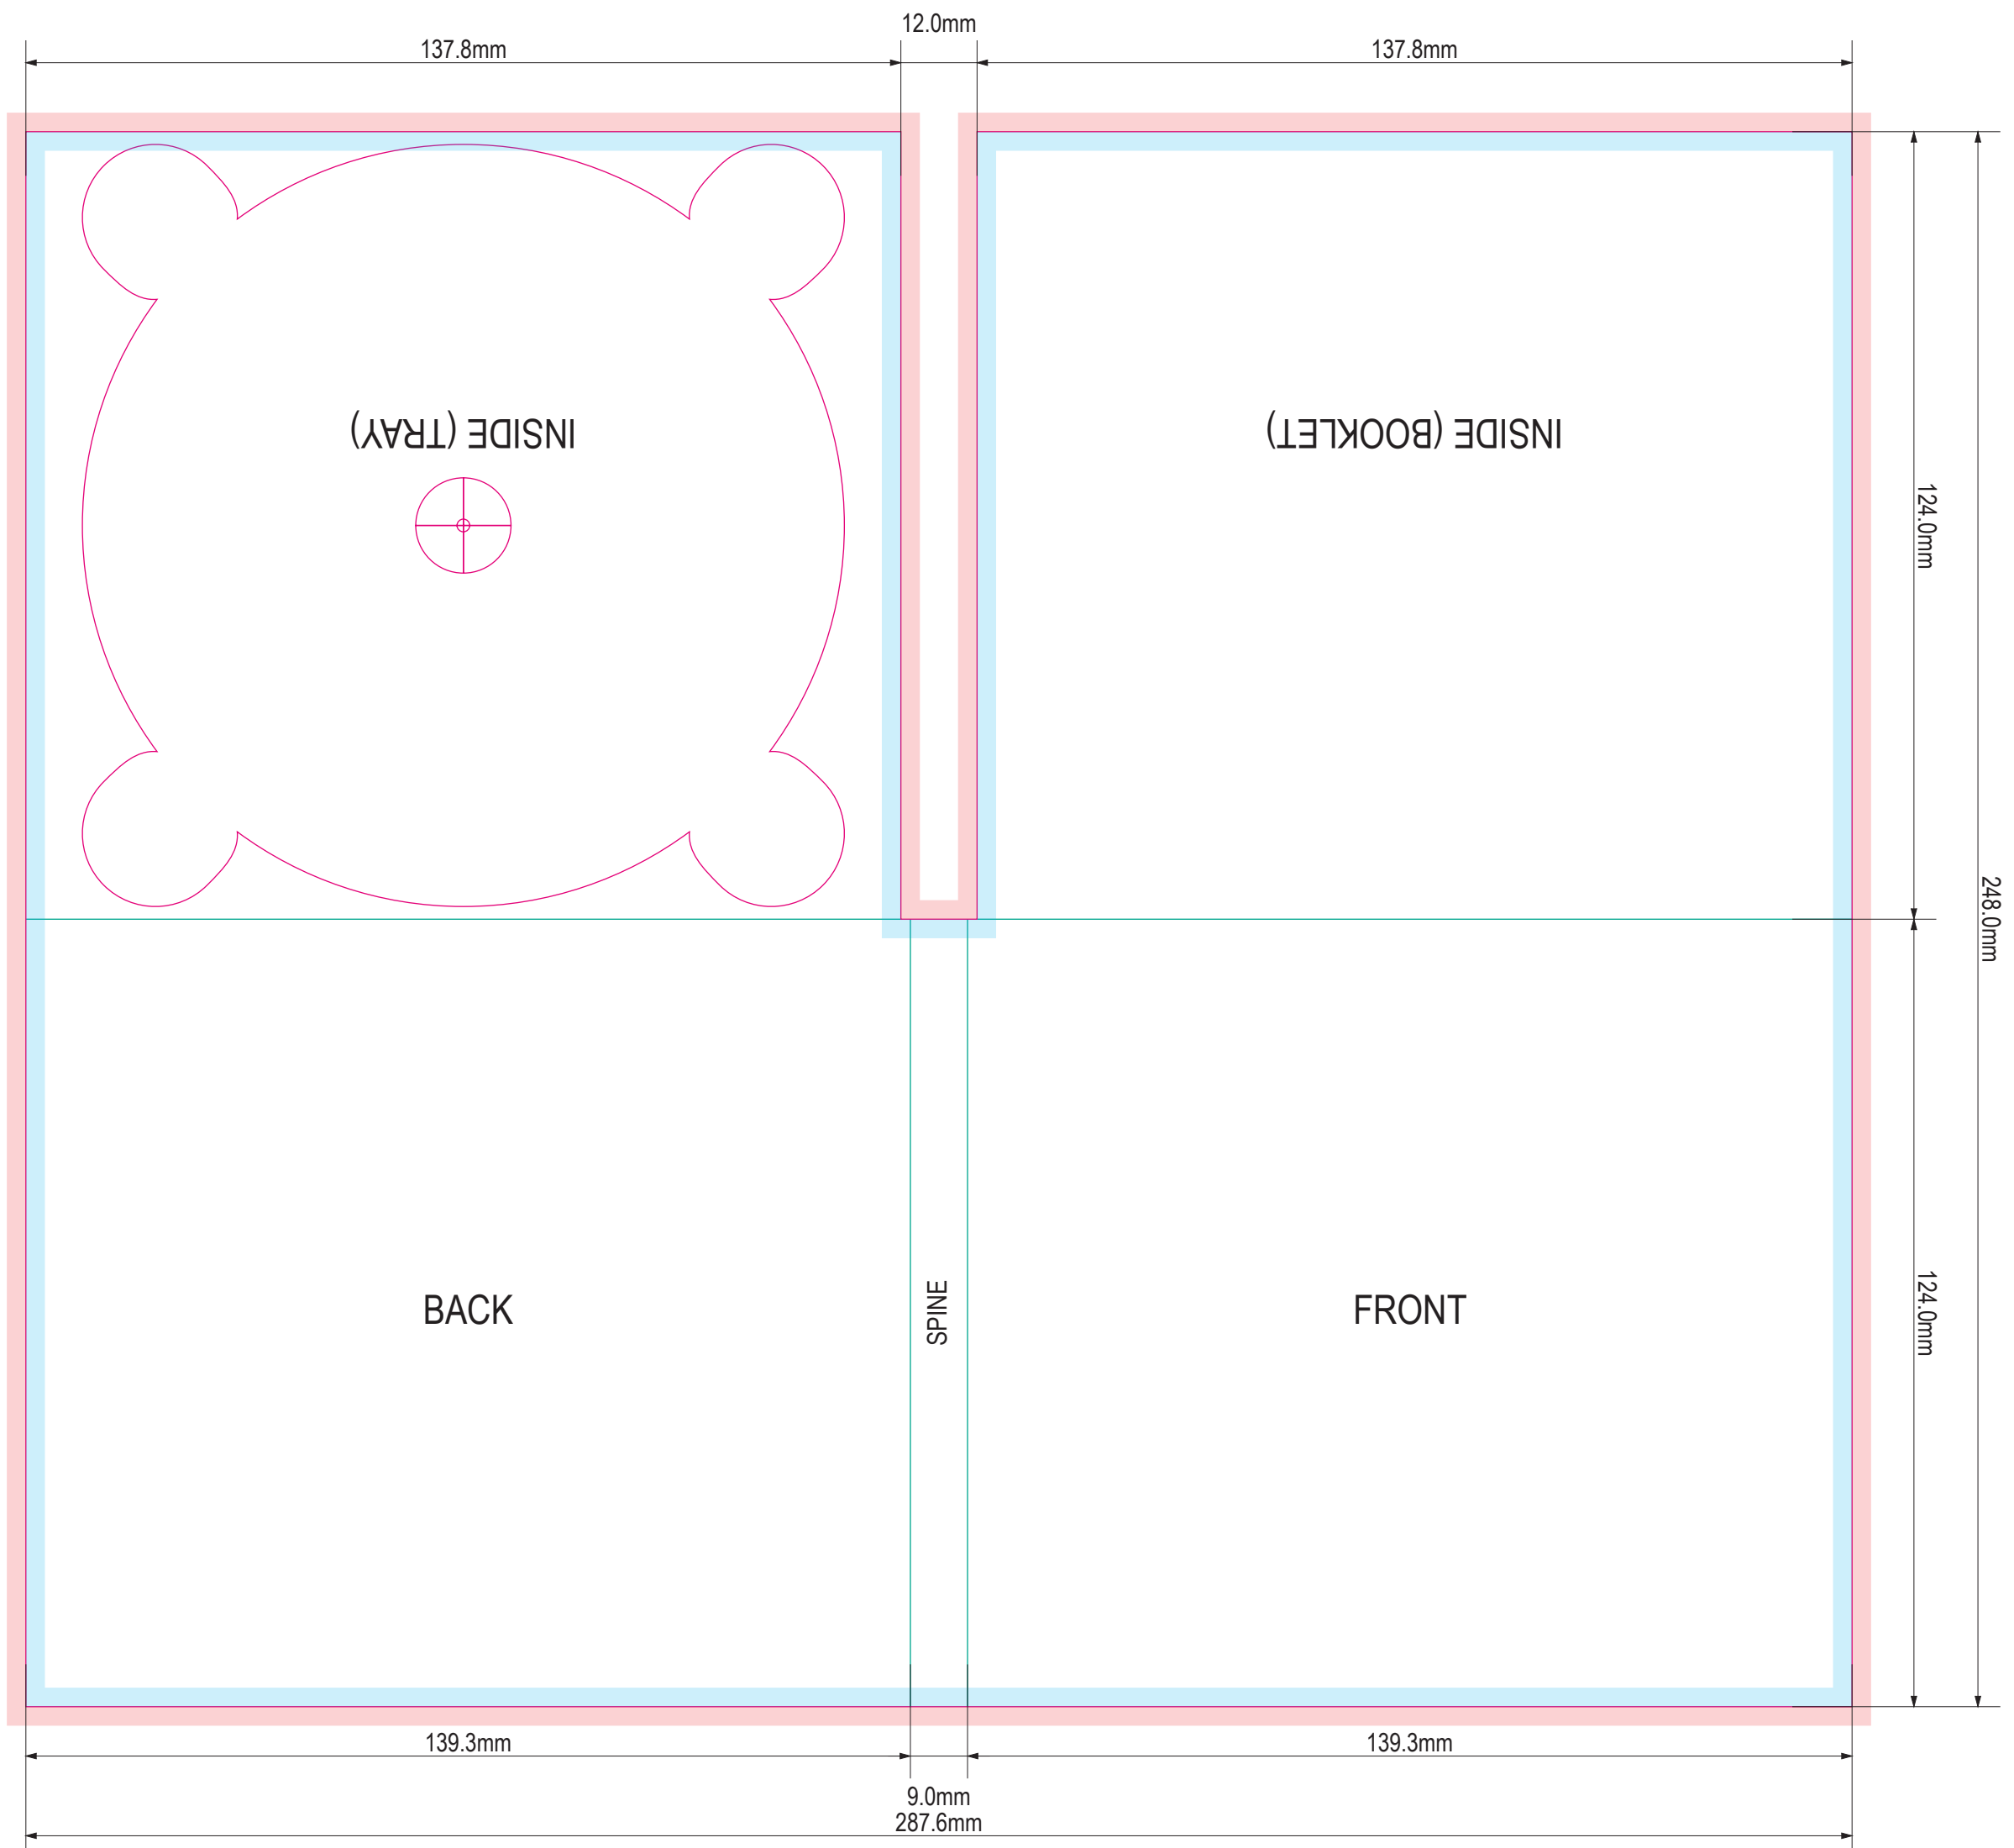 12.0mm
137.8mm
137.8mm
INSIDE (TRAY)
INSIDE (BOOKLET)
124.0mm
248.0mm
BACK
SPINE
FRONT
124.0mm
139.3mm
139.3mm
9.0mm
287.6mm